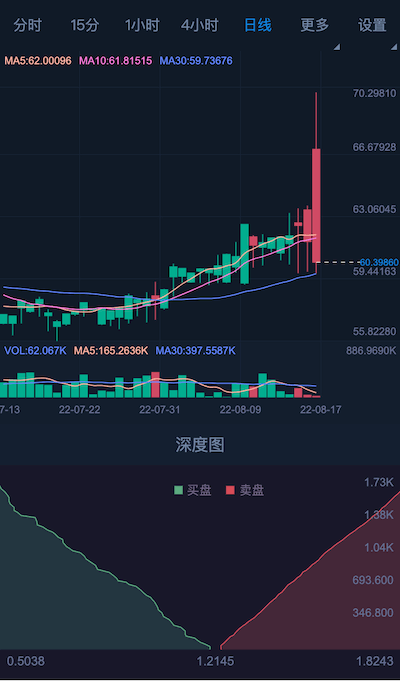 分时 15分 1小时 4小时 日线 更多 设置
MA5:62.00096 MA10:61.81515 MA30:59.73676
70.29810
66.67928
63.06045
60.39860
59.44163
55.82280
VOL:62.067K MA5:165.2636K MA30:397.5587K 886.9690K
7-13 22-07-22 22-07-31 22-08-09 22-08-17
深度图
买盘 卖盘
1.73K
1.38K
1.04K
693.600
346.800
0.5038 1.2145 1.8243